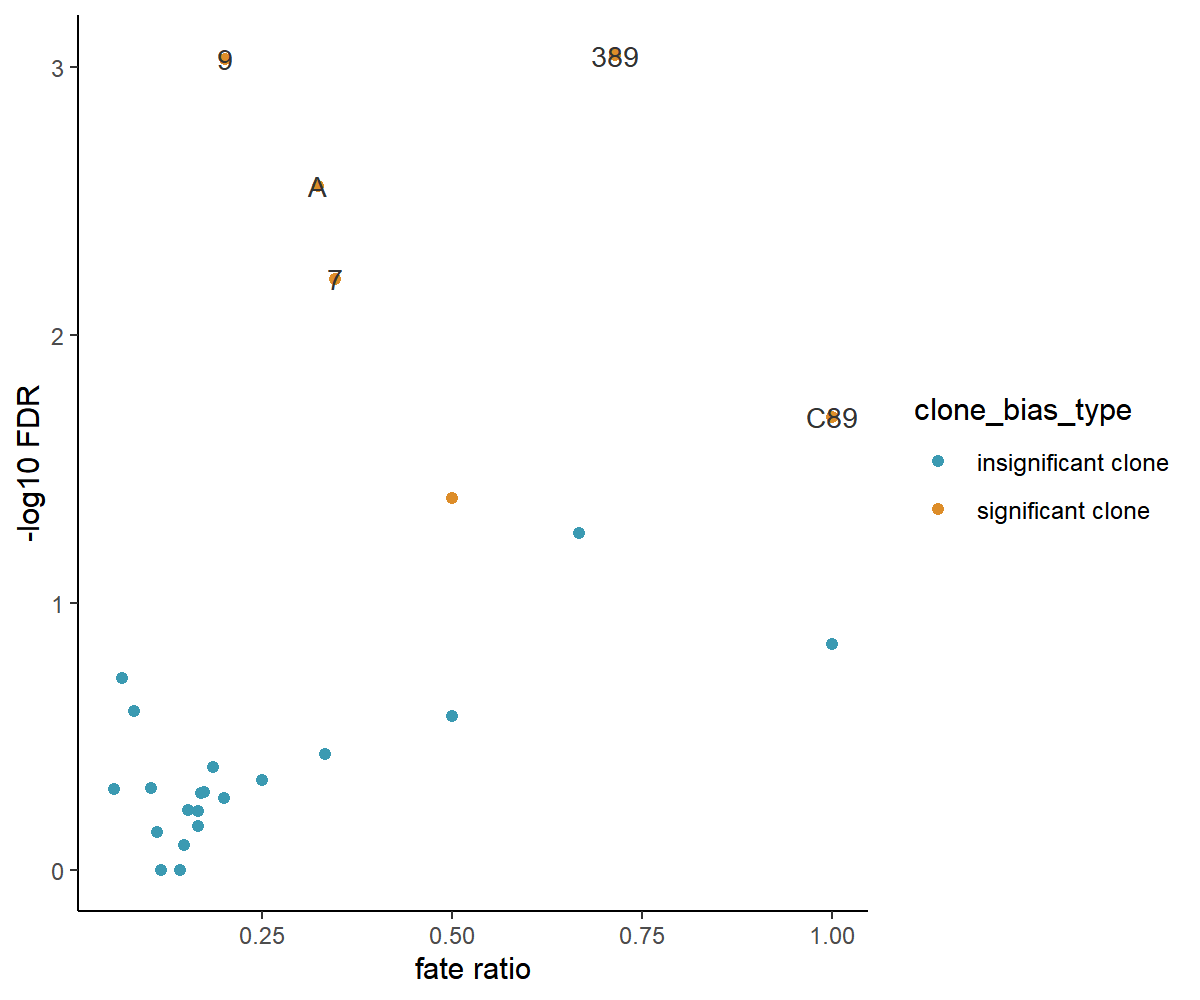 3
9
389
A
7
2
C89
1
0
-log10 FDR
0.25 0.50 0.75 1.00
fate ratio
clone_bias_type
insignificant clone
significant clone